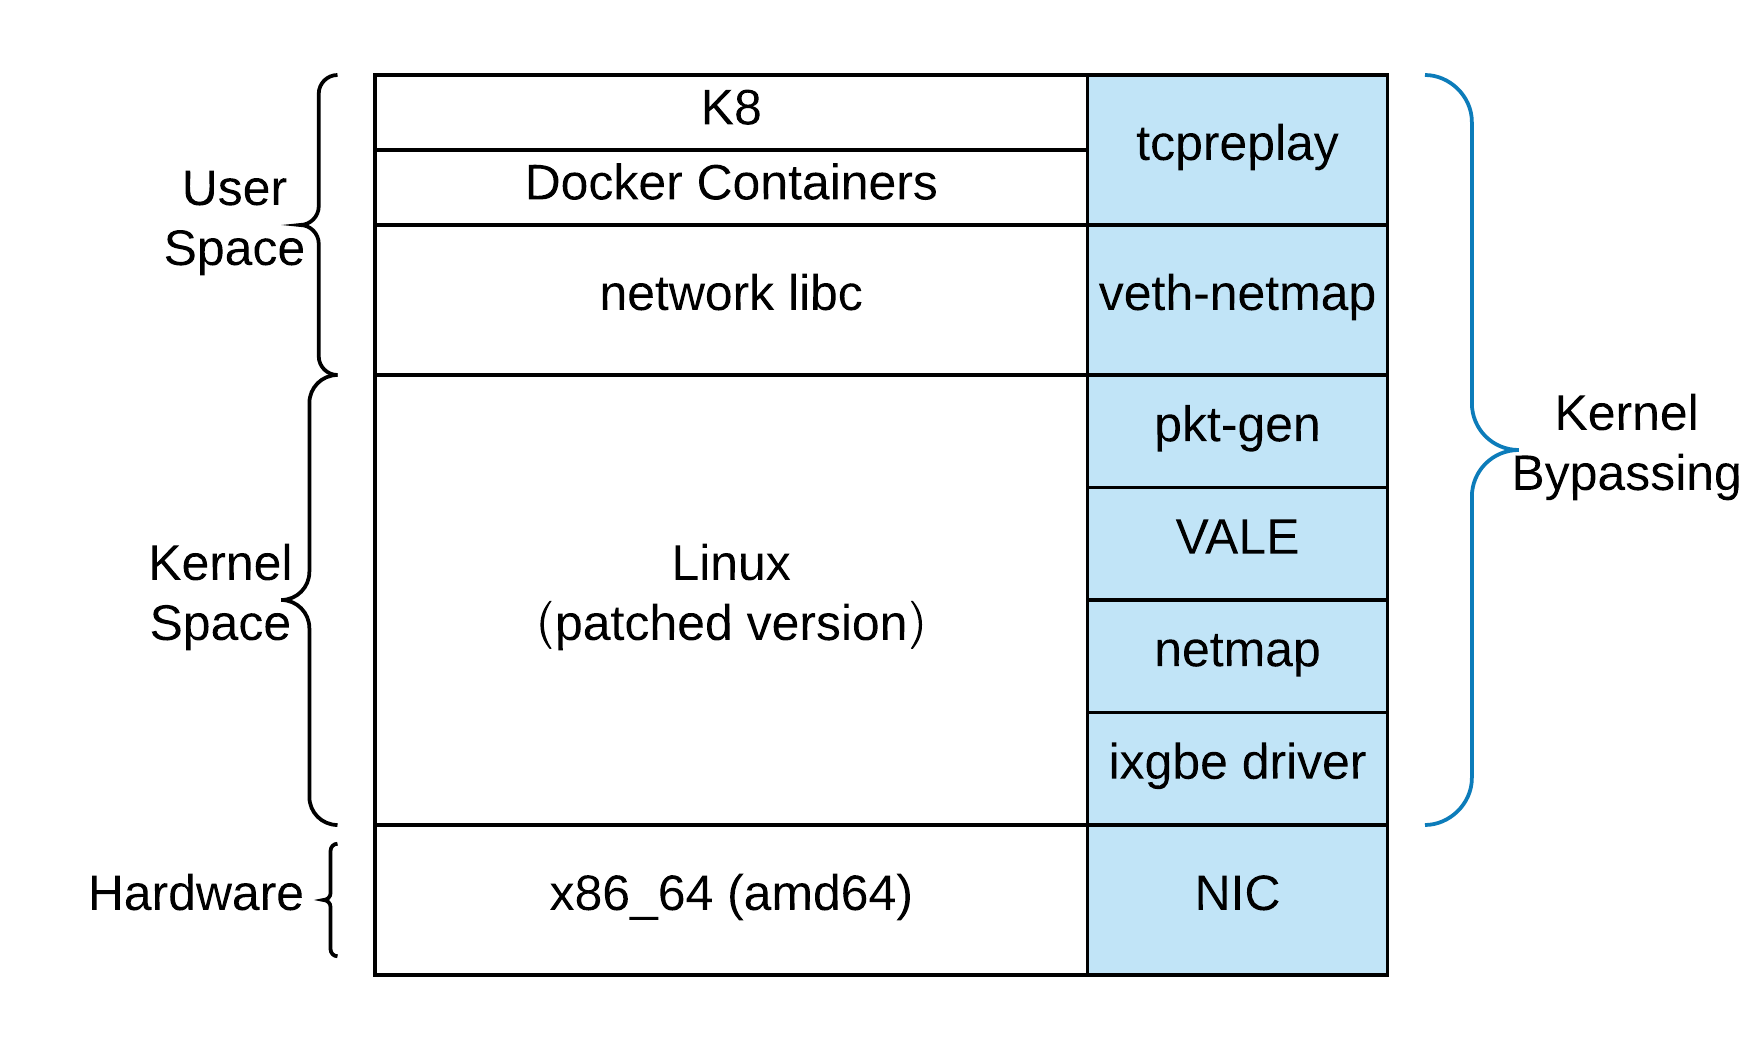 User
Space
Kernel
Space
Hardware
K8
Docker Containers
network libc
Linux
（patched version）
x86_64 (amd64)
tcpreplay
veth-netmap
pkt-gen
VALE
netmap
ixgbe driver
NIC
Kernel
Bypassing